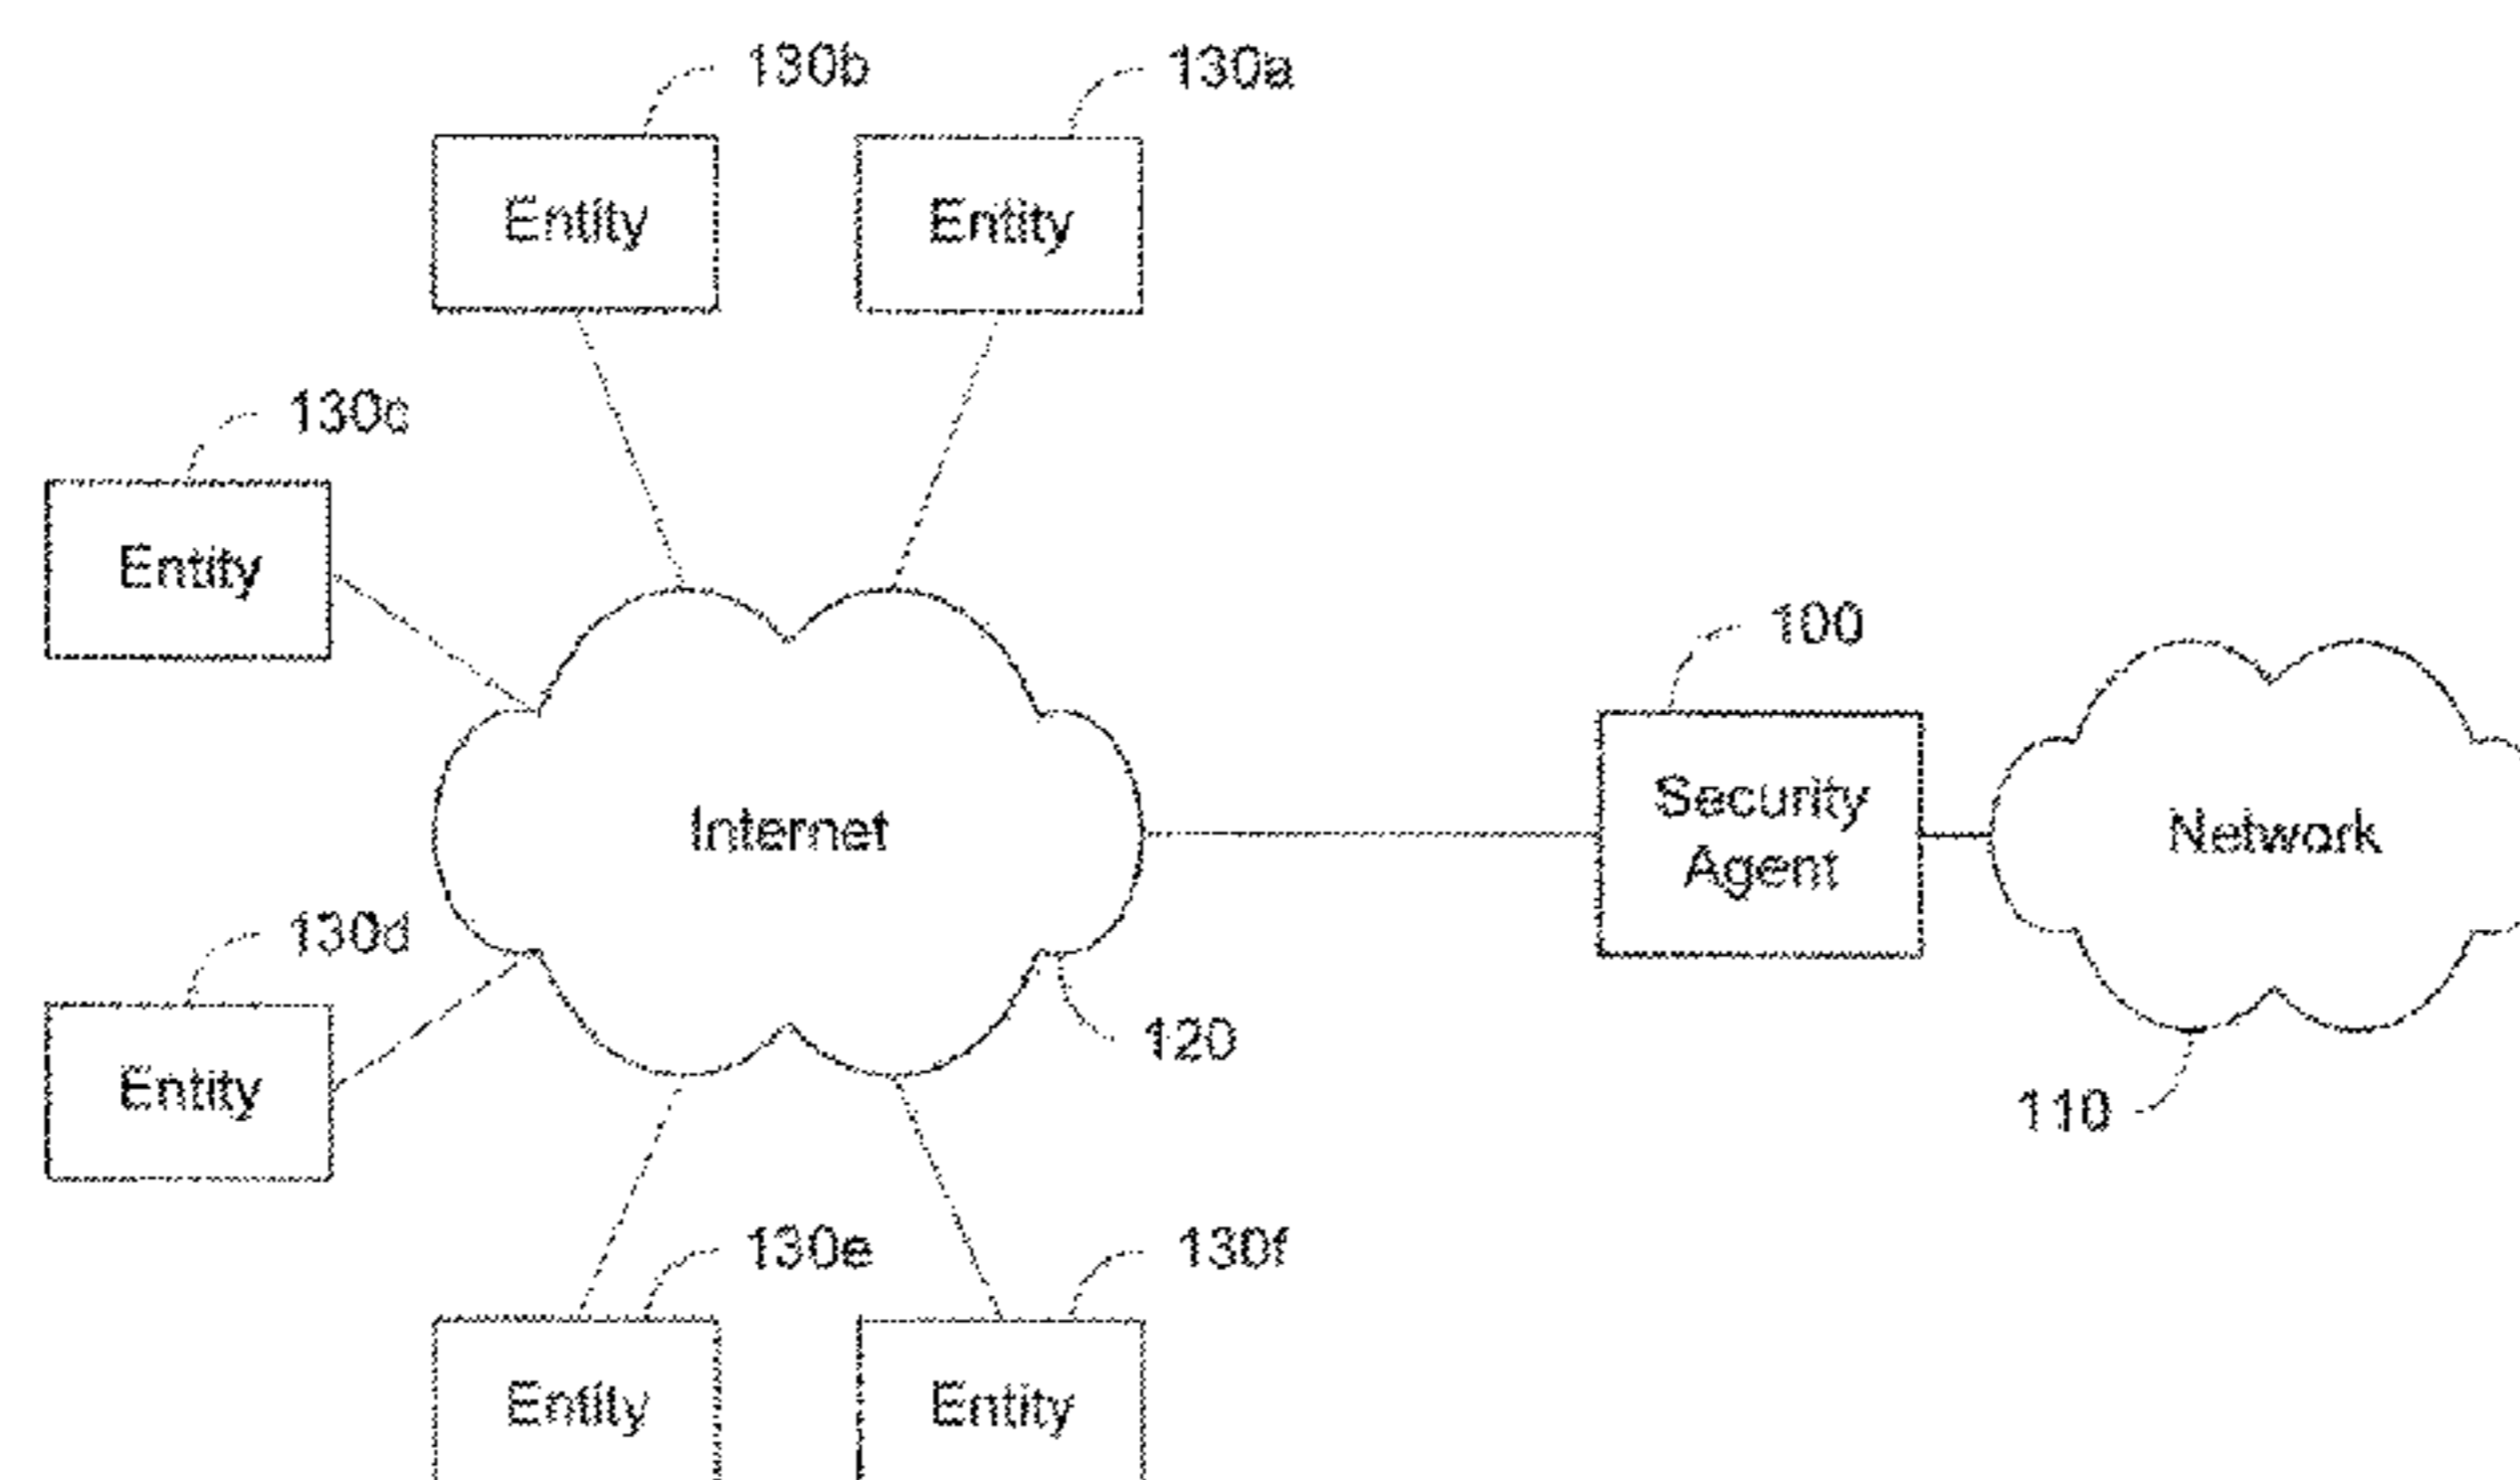 130b
130a
Entity
Entity
130c
Entity
100
Security
Agent
Internet
Network
130d
120
Entity
110
130e
130f
Entity
Entity